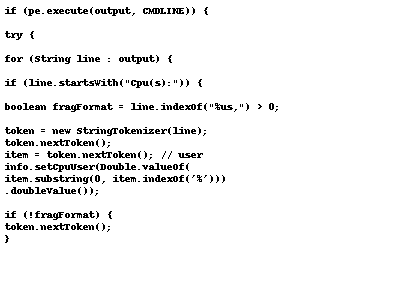 if (pe.execute(output, CMDLINE)) {
try {
for (String line : output) {
if (line.startsWith("Cpu(s):")) {
boolean fragFormat = line.indexOf("%us,") > 0;
token = new StringTokenizer(line);
token.nextToken();
item = token.nextToken(); // user
info.setCpuUser(Double.valueOf(
item.substring(0, item.indexOf('%')))
.doubleValue());
if (!fragFormat) {
token.nextToken();
}